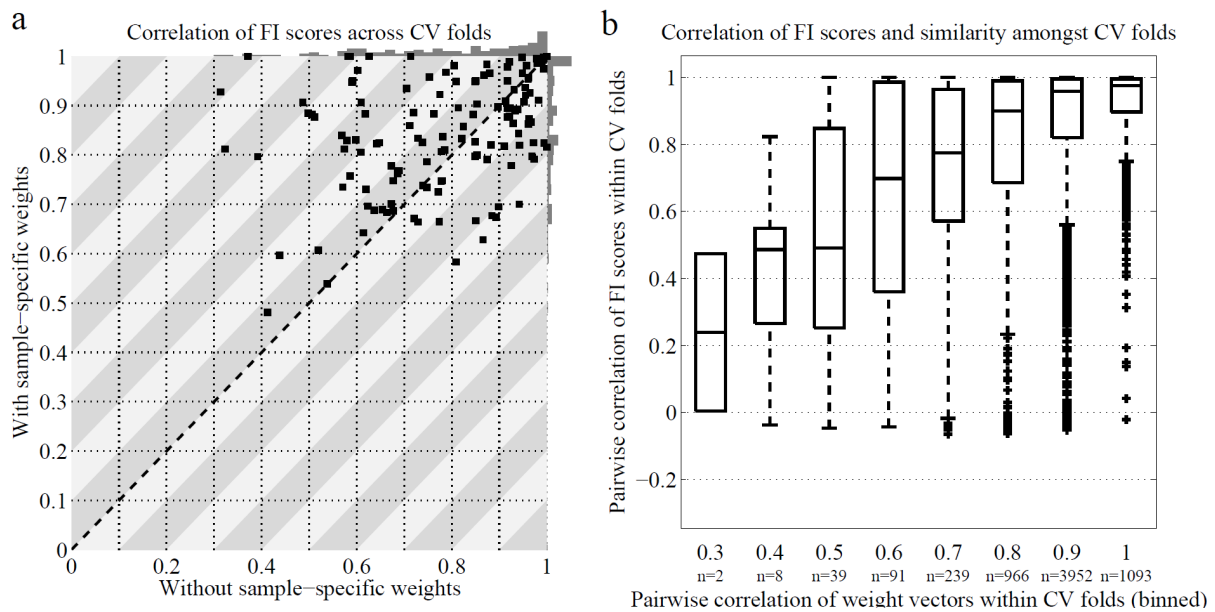 a
Correlation of FI scores across CV folds
1
0.9
0.8
0.7
0.6
0.5
0.4
0.3
0.2
0.1
0
With sample−specific weights
0 0.2 0.4 0.6 0.8 1
Without sample−specific weights
b
Correlation of FI scores and similarity amongst CV folds
1
0.8
0.6
0.4
0.2
0
−0.2
Pairwise correlation of FI scores within CV folds
0.3 0.4 0.5 0.6 0.7 0.8 0.9 1
n=2 n=8 n=39 n=91 n=239 n=966 n=3952 n=1093
Pairwise correlation of weight vectors within CV folds (binned)